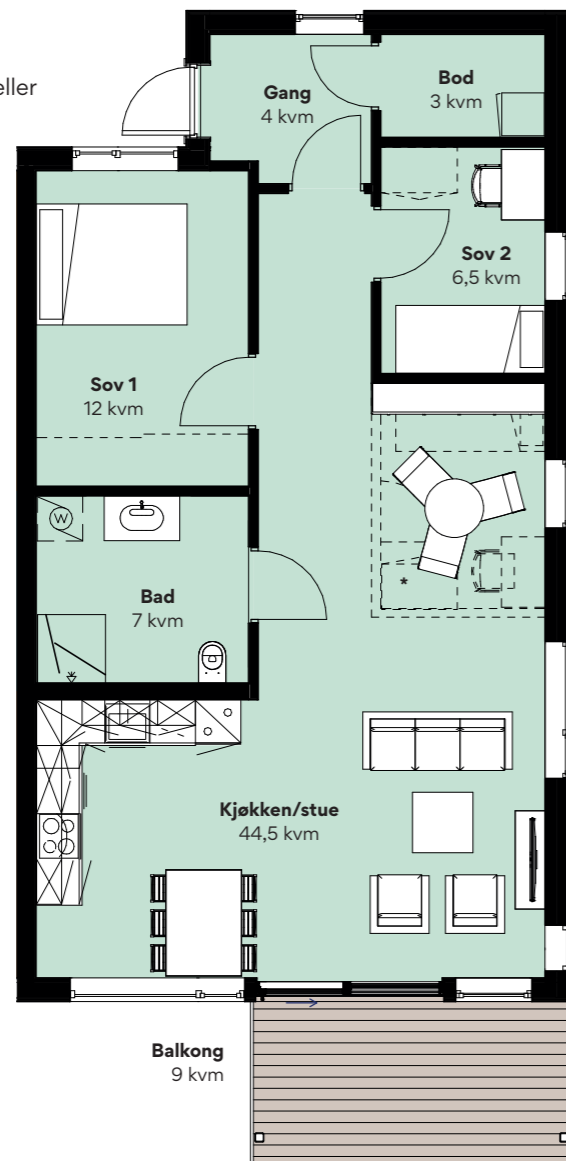 eller
Gang
4 kvm
Bod
3 kvm
Sov 2
6,5 kvm
Sov 1
12 kvm
W
Bad
7 kvm
*
Kjøkken/stue
44,5 kvm
Balkong
9 kvm